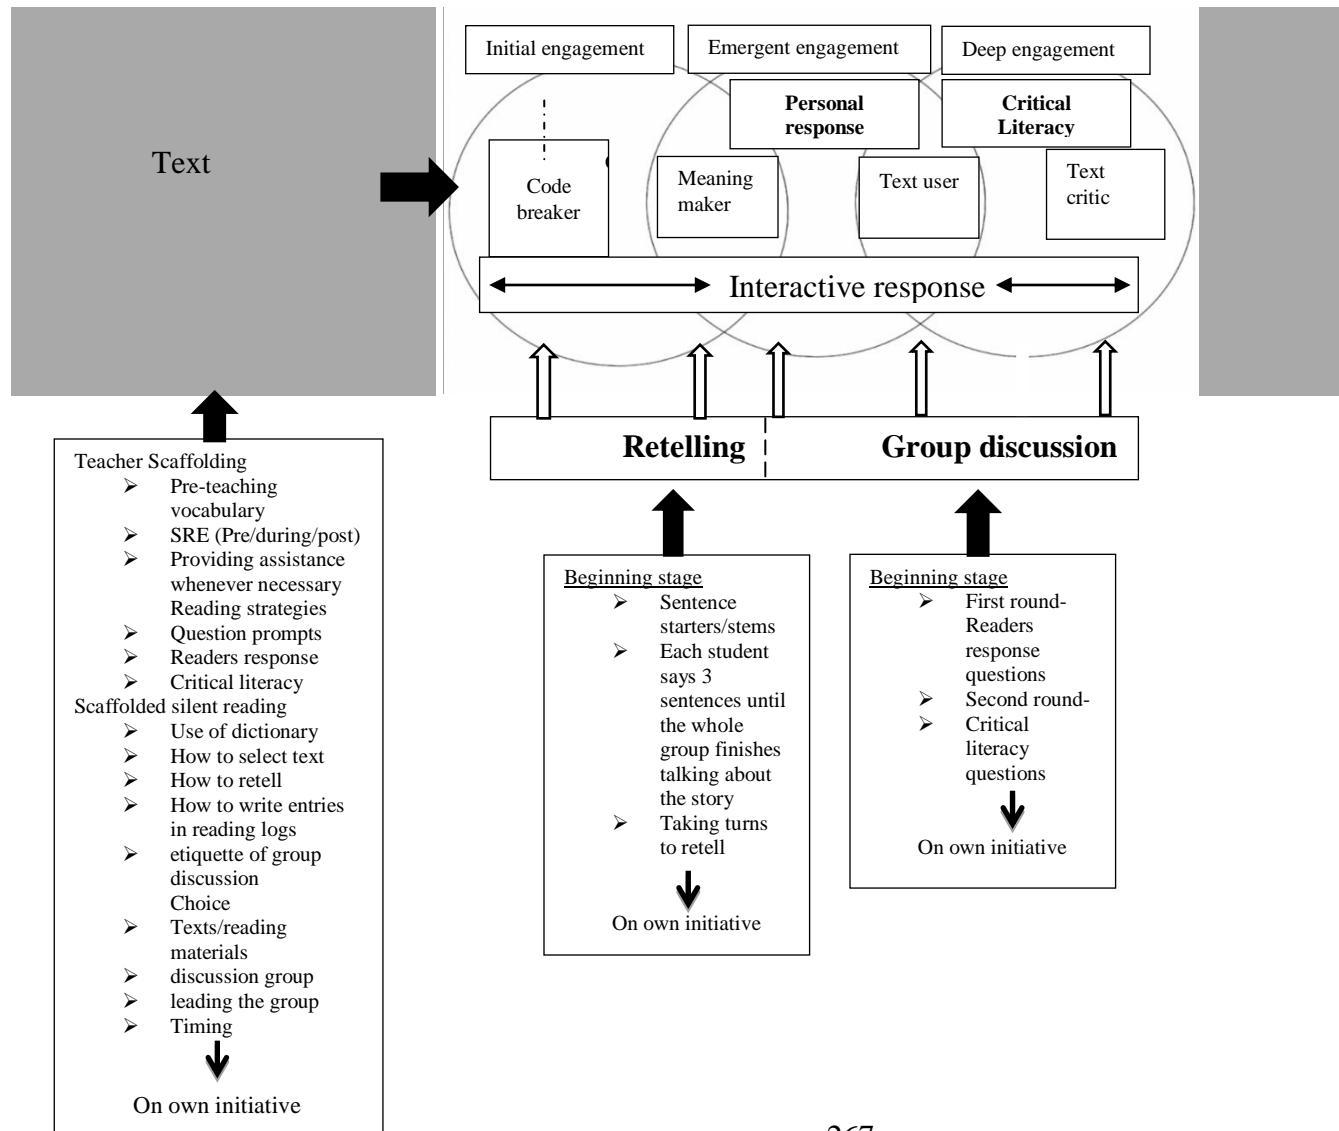 Text
Initial engagement
Emergent engagement
Deep engagement
Personal
response
Critical
Literacy
Code
breaker
Meaning
maker
Text user
Text
critic
Interactive response
Retelling
Group discussion
Teacher Scaffolding
➢ Pre-teaching
vocabulary
➢ SRE (Pre/during/post)
➢ Providing assistance
whenever necessary
Reading strategies
➢ Question prompts
➢ Readers response
➢ Critical literacy
Scaffolded silent reading
➢ Use of dictionary
➢ How to select text
➢ How to retell
➢ How to write entries
in reading logs
➢ etiquette of group
discussion
Choice
➢ Texts/reading
materials
➢ discussion group
➢ leading the group
➢ Timing
On own initiative
Beginning stage
➢ Sentence
starters/stems
➢ Each student
says 3
sentences until
the whole
group finishes
talking about
the story
➢ Taking turns
to retell
On own initiative
Beginning stage
➢ First round-
Readers
response
questions
➢ Second round-
➢ Critical
literacy
questions
On own initiative
267